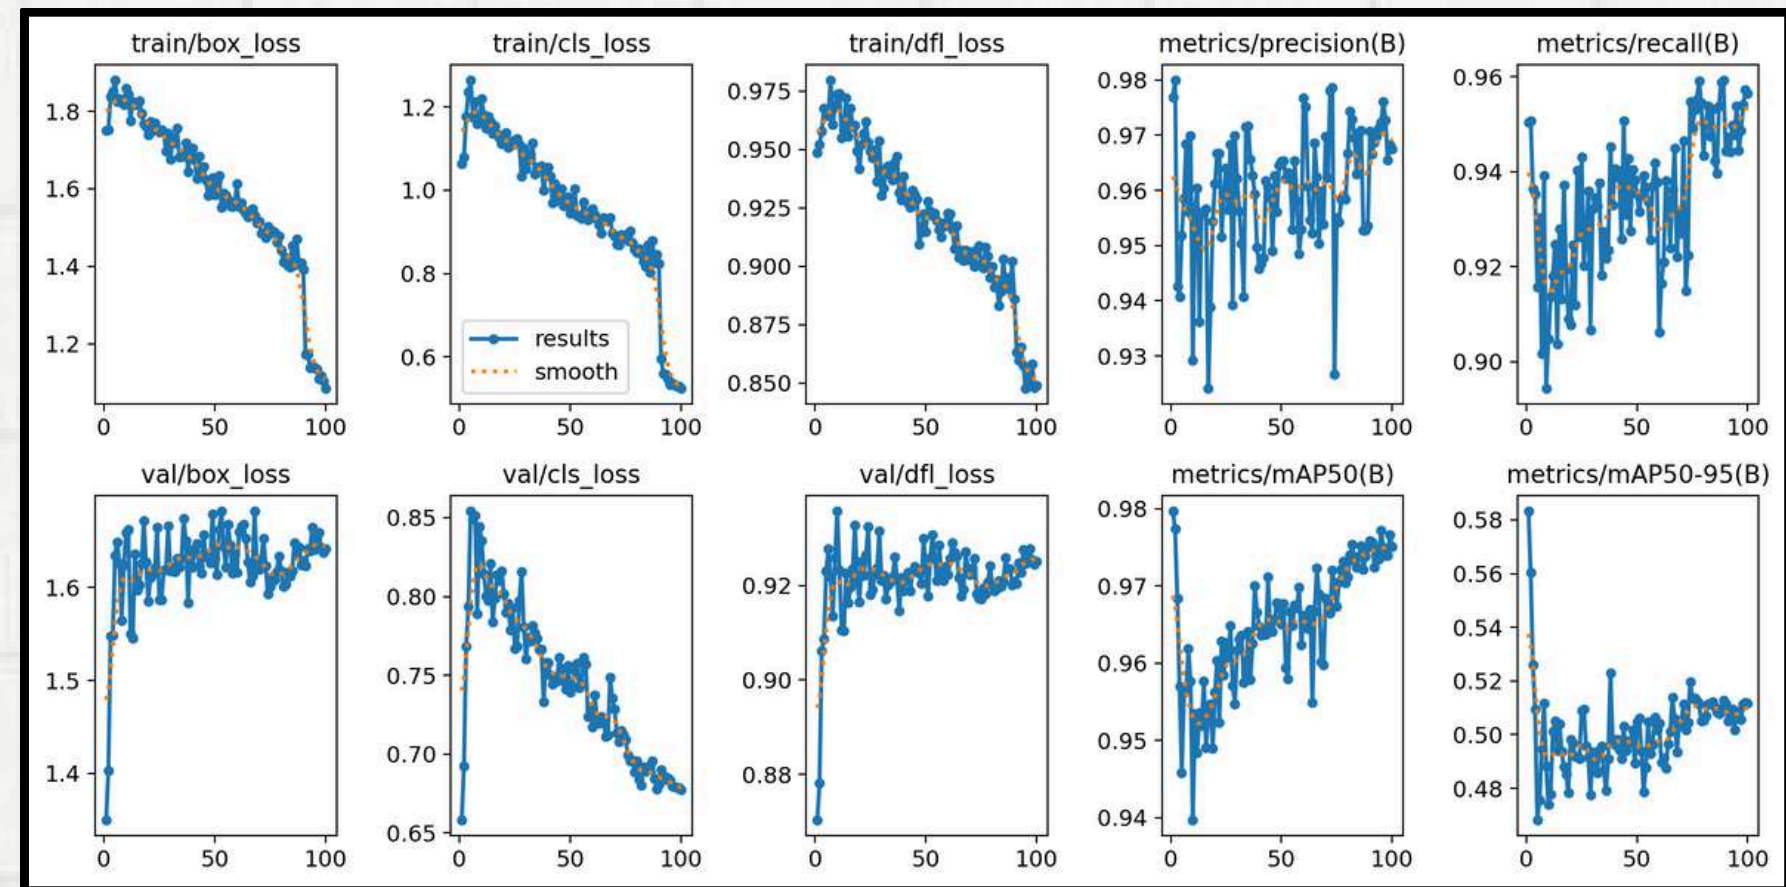 train/box_loss
train/cls_loss
train/dfl_loss
metrics/precision(B)
metrics/recall(B)
1.8
1.6
1.4
1.2
0 50 100
1.2
1.0
0.8
0.6
results
smooth
0 50 100
0.975
0.950
0.925
0.900
0.875
0.850
0 50 100
0.98
0.97
0.96
0.95
0.94
0.93
0 50 100
0.96
0.94
0.92
0.90
0 50 100
val/box_loss
val/cls_loss
val/dfl_loss
metrics/mAP50(B)
metrics/mAP50-95(B)
1.6
1.5
1.4
0 50 100
0.85
0.80
0.75
0.70
0.65
0 50 100
0.92
0.90
0.88
0 50 100
0.98
0.97
0.96
0.95
0.94
0 50 100
0.58
0.56
0.54
0.52
0.50
0.48
0 50 100